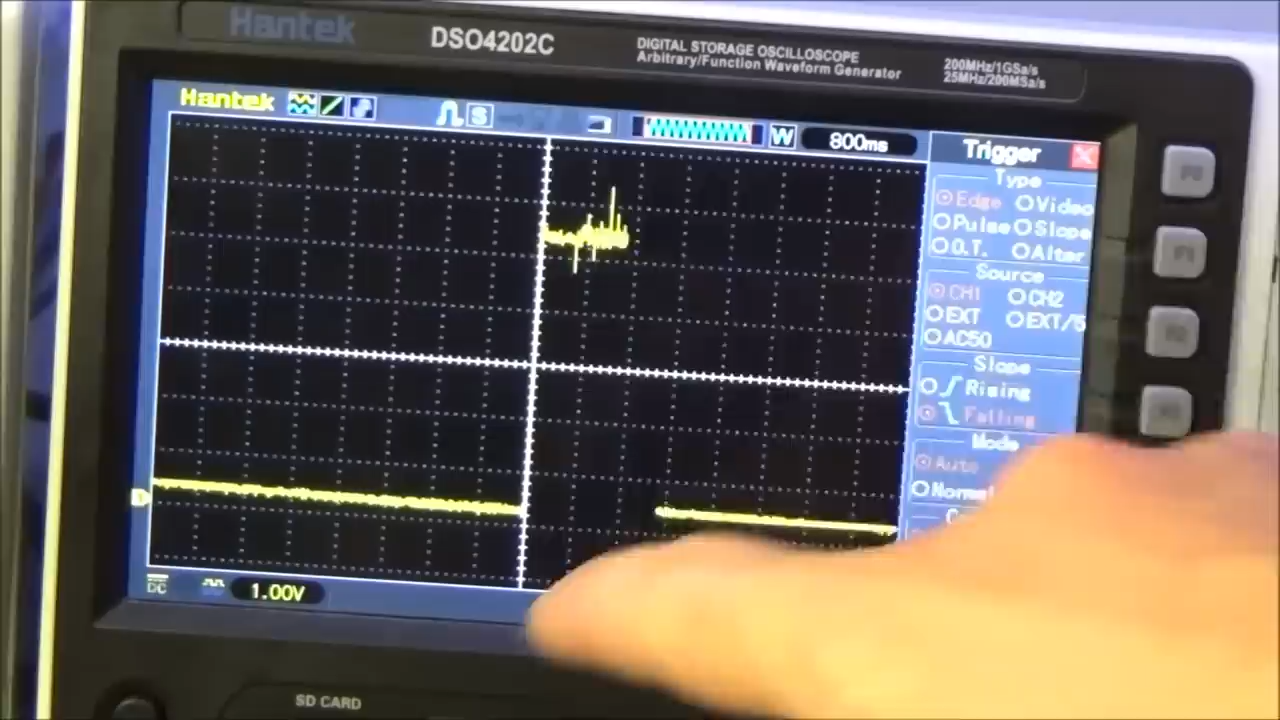 Hantek
DSO4202C
DIGITAL STORAGE OSCILLOSCOPE
Arbitrary/Function Waveform Generator
200MHz/1GSa/s
25MHz/200MSa/s
Hantek
S
W
800ms
Trigger
Type
Edge Video
Pulse Slope
O.T. Alter
Source
CH1 CH2
EXT EXT/5
AC50
Slope
Rising
Falling
Mode
Auto
DC
1.00V
SD CARD